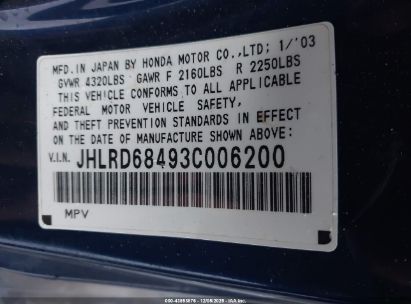 MFD.IN JAPAN BY HONDA MOTOR CO.,LTD; 1/'03
GVWR 4320LBS GAWR F 2160LBS R 2250LBS
THIS VEHICLE CONFORMS TO ALL APPLICABLE
FEDERAL MOTOR VEHICLE SAFETY,
AND THEFT PREVENTION STANDARDS IN EFFECT
ON THE DATE OF MANUFACTURE SHOWN ABOVE:
V.I.N. JHLRD68493C006200
MPV